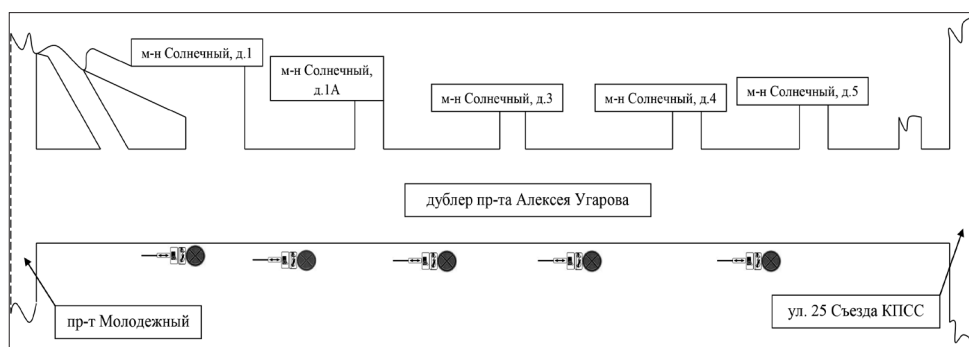 м-н Солнечный, д.1
м-н Солнечный,
д.1А
м-н Солнечный, д.3
м-н Солнечный, д.4
м-н Солнечный, д.5
дублер пр-та Алексея Угарова
пр-т Молодежный
ул. 25 Съезда КПСС